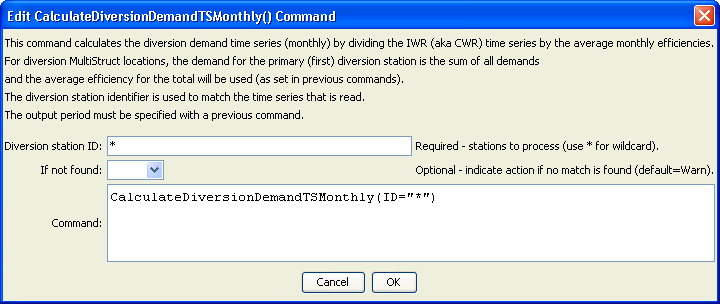 Edit CalculateDiversionDemandTSMonthly() Command
This command calculates the diversion demand time series (monthly) by dividing the IWR (aka CWR) time series by the average monthly efficiencies.
For diversion MultiStruct locations, the demand for the primary (first) diversion station is the sum of all demands
and the average efficiency for the total will be used (as set in previous commands).
The diversion station identifier is used to match the time series that is read.
The output period must be specified with a previous command.
Diversion station ID: * Required - stations to process (use * for wildcard).
If not found: Optional - indicate action if no match is found (default=Warn).
Command: CalculateDiversionDemandTSMonthly(ID="*")
Cancel OK